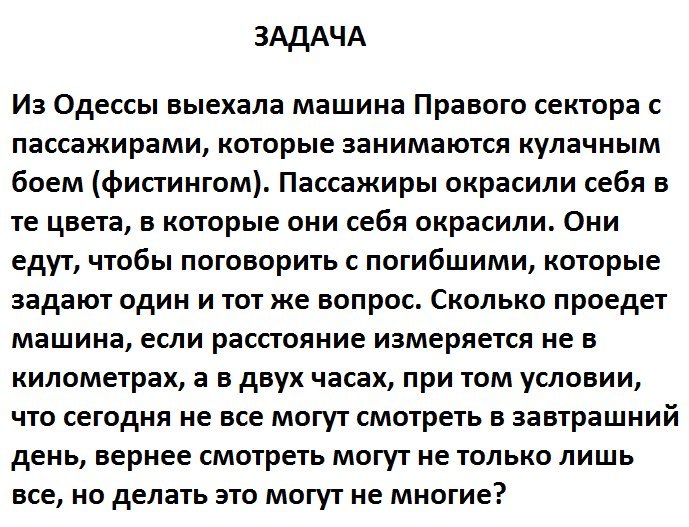 ЗАДАЧА
Из Одессы выехала машина Правого сектора с
пассажирами, которые занимаются кулачным
боем (фистингом). Пассажиры окрасили себя в
те цвета, в которые они себя окрасили. Они
едут, чтобы поговорить с погибшими, которые
задают один и тот же вопрос. Сколько проедет
машина, если расстояние измеряется не в
километрах, а в двух часах, при том условии,
что сегодня не все могут смотреть в завтрашний
день, вернее смотреть могут не только лишь
все, но делать это могут не многие?